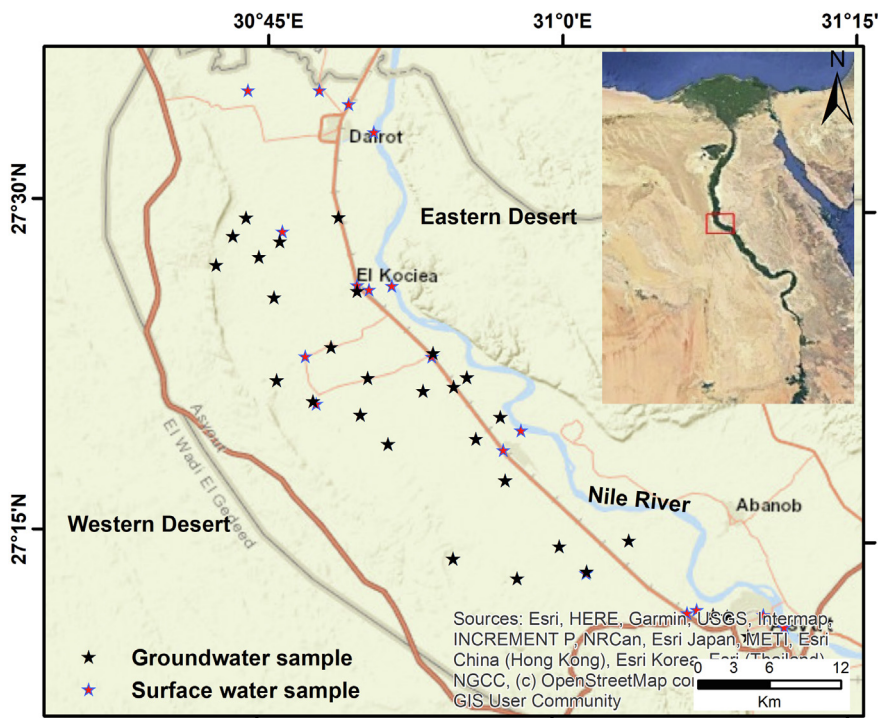 30°45'E
31°0'E
31°15'
27°30'N
27°15'N
N
Dairot
Eastern Desert
El Kociea
Asyout
El Wadi El Gedeed
Nile River
Abanob
Western Desert
Sources: Esri, HERE, Garmin, USGS, Intermap,
INCREMENT P, NRCan, Esri Japan, METI, Esri
China (Hong Kong), Esri Korea, Esri (Thailand),
NGCC, (c) OpenStreetMap
GIS User Community
Groundwater sample
Surface water sample
0 3 6 12
Km